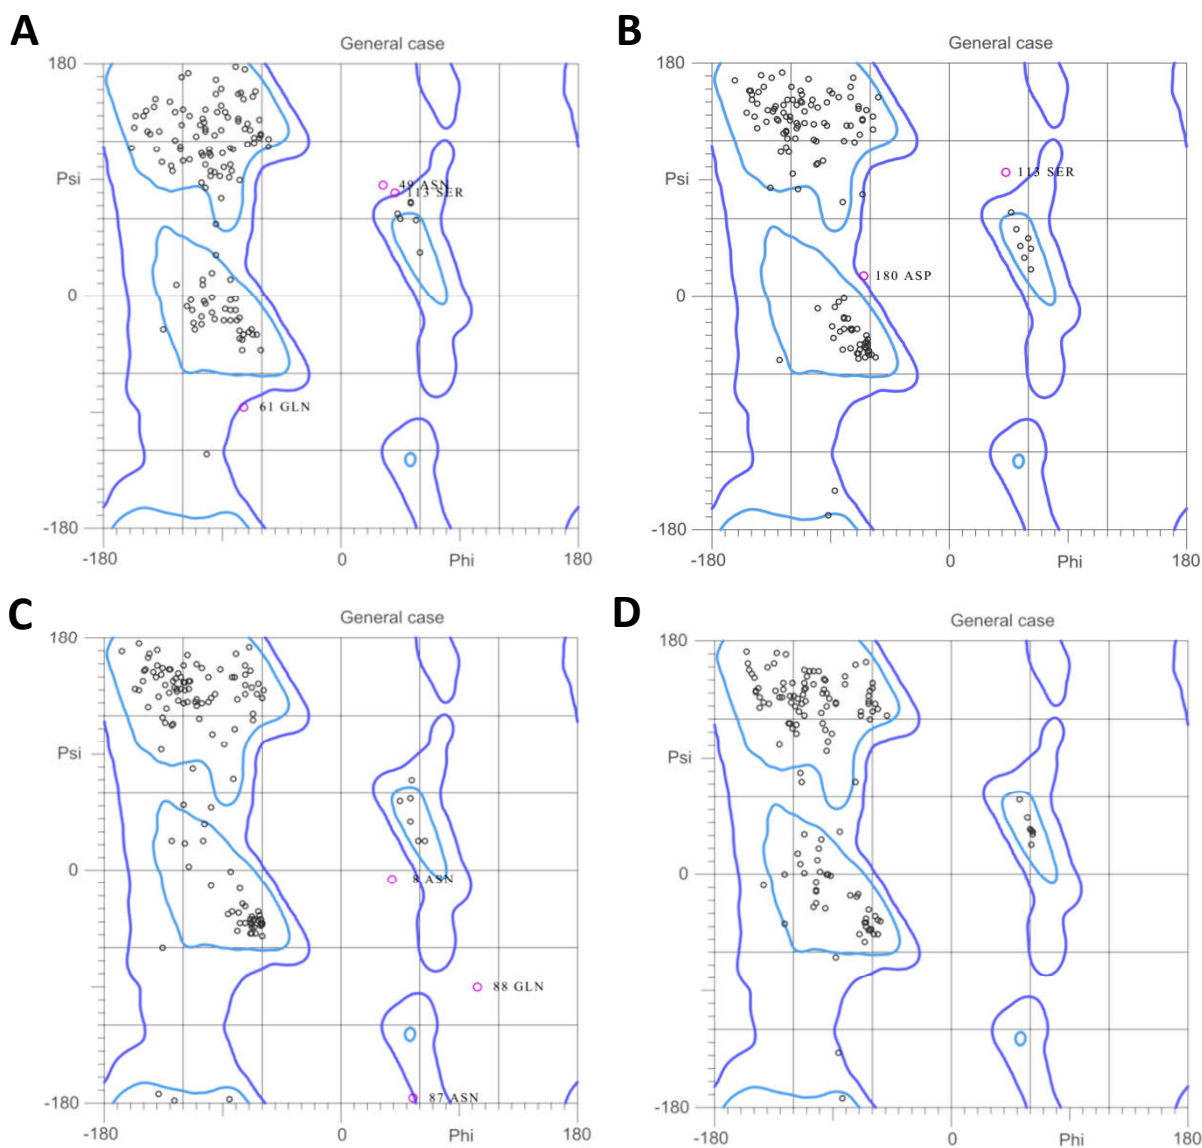 A
General case
180
49 ASN
113 SER
Psi
0
61 GLN
-180
-180
0
Phi
180
B
General case
180
113 SER
Psi
180 ASP
0
-180
-180
0
Phi
180
C
General case
180
Psi
0
8 ASN
88 GLN
87 ASN
-180
-180
0
Phi
180
D
General case
180
Psi
0
-180
-180
0
Phi
180